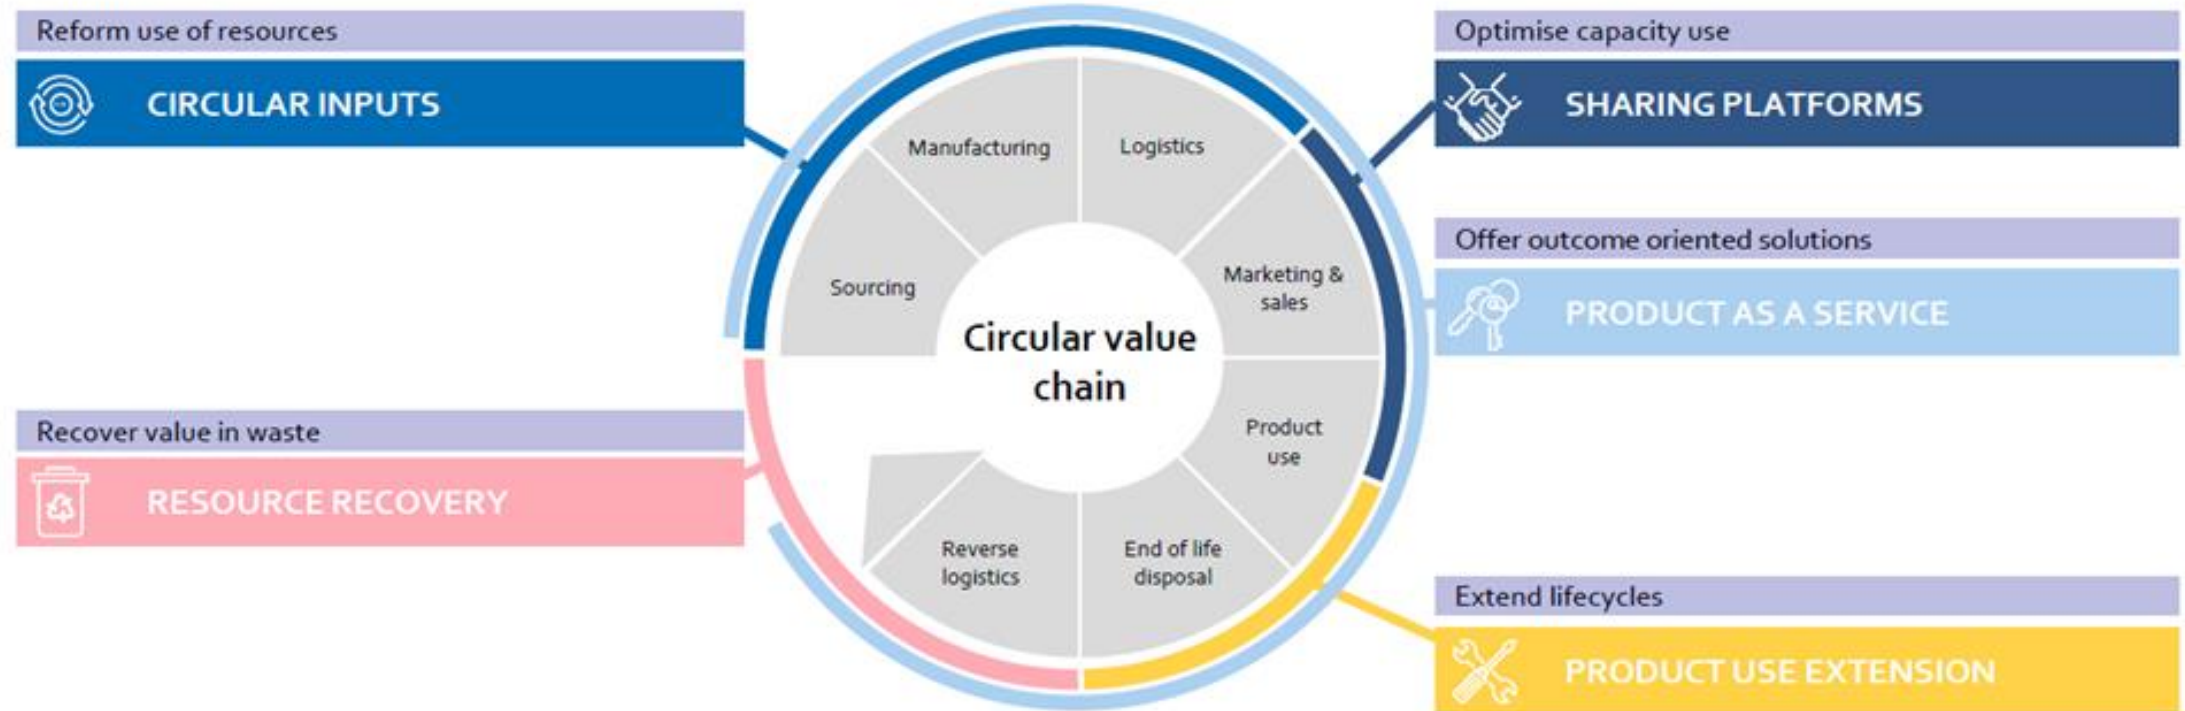 Reform use of resources
CIRCULAR INPUTS
Recover value in waste
RESOURCE RECOVERY
Manufacturing
Logistics
Sourcing
Marketing &
sales
Circular value
chain
Product
use
Reverse
logistics
End of life
disposal
Optimise capacity use
SHARING PLATFORMS
Offer outcome oriented solutions
PRODUCT AS A SERVICE
Extend lifecycles
PRODUCT USE EXTENSION